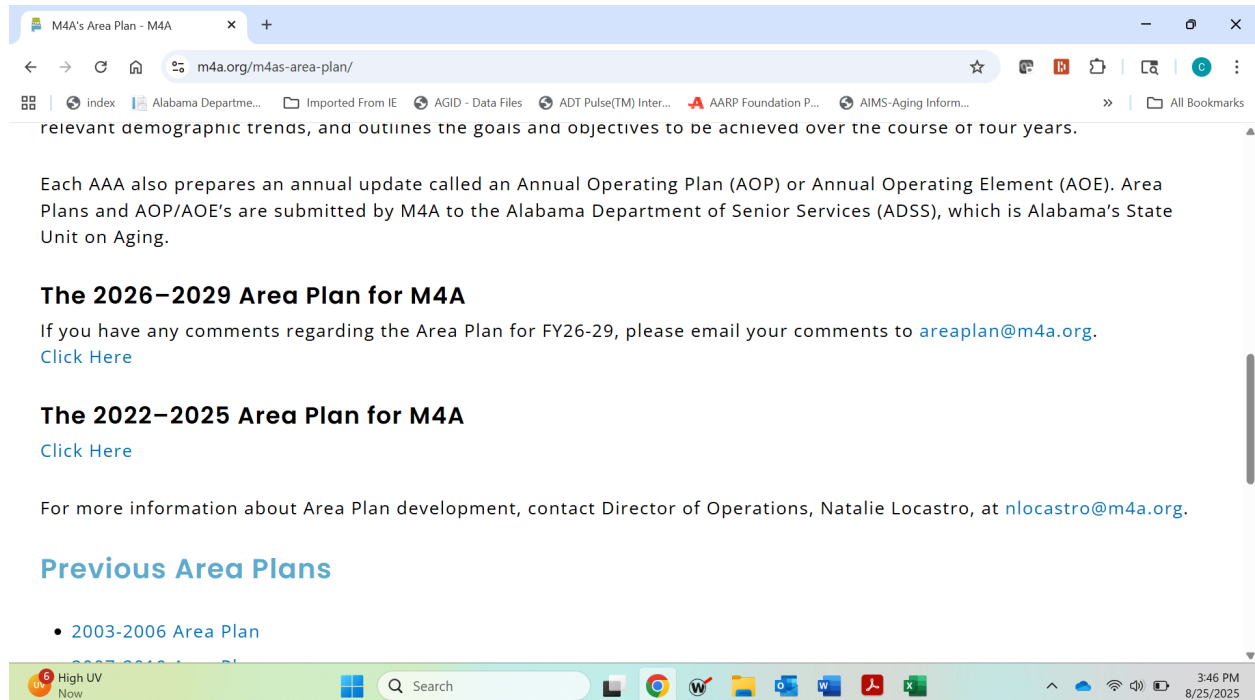 M4A's Area Plan - M4A
m4a.org/m4as-area-plan/
C
index
Alabama Departme...
Imported From IE
AGID - Data Files
ADT Pulse(TM) Inter...
AARP Foundation P...
AIMS-Aging Inform...
All Bookmarks
relevant demographic trends, and outlines the goals and objectives to be achieved over the course of four years.
Each AAA also prepares an annual update called an Annual Operating Plan (AOP) or Annual Operating Element (AOE). Area
Plans and AOP/AOE’s are submitted by M4A to the Alabama Department of Senior Services (ADSS), which is Alabama’s State
Unit on Aging.
The 2026–2029 Area Plan for M4A
If you have any comments regarding the Area Plan for FY26-29, please email your comments to areaplan@m4a.org.
Click Here
The 2022–2025 Area Plan for M4A
Click Here
For more information about Area Plan development, contact Director of Operations, Natalie Locastro, at nlocastro@m4a.org.
Previous Area Plans
• 2003-2006 Area Plan
6
UV
High UV
Now
Search
3:46 PM
8/25/2025